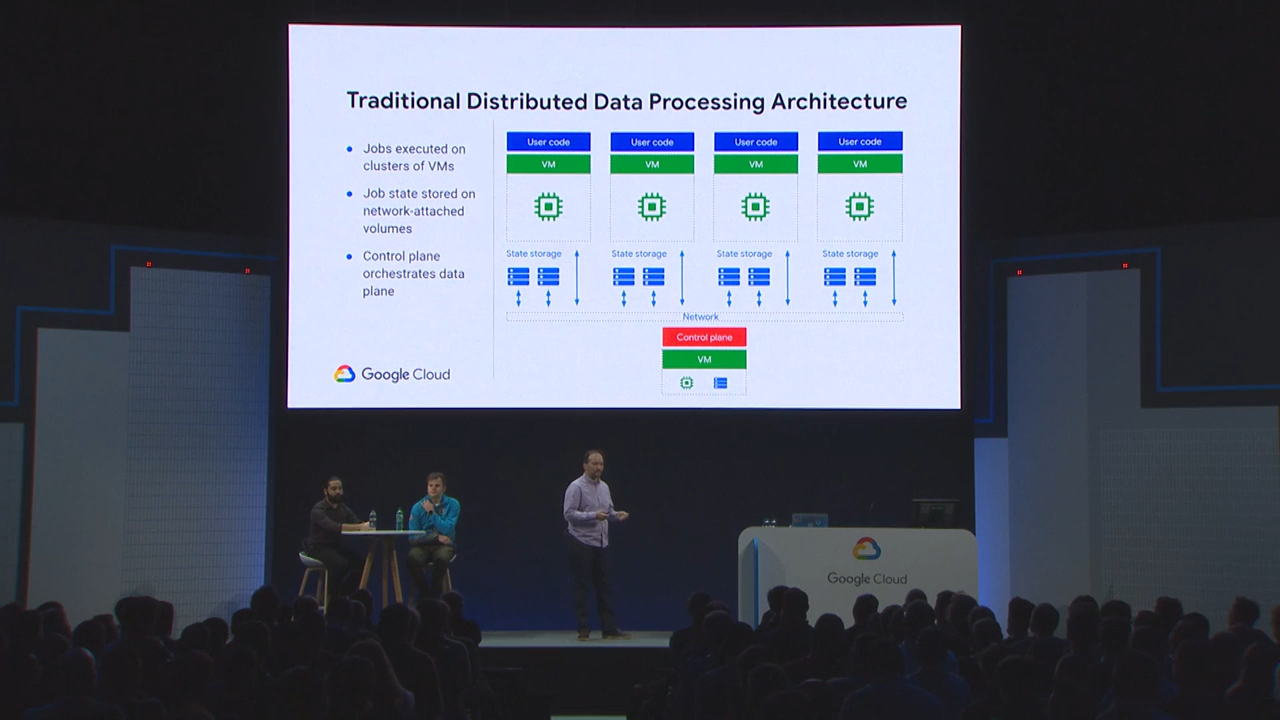 Traditional Distributed Data Processing Architecture
Jobs executed on
clusters of VMs
Job state stored on
network-attached
volumes
Control plane
orchestrates data
plane
User code User code User code User code
VM VM VM VM
State storage State storage State storage State storage
Network
Control plane
VM
Google Cloud
Google Cloud